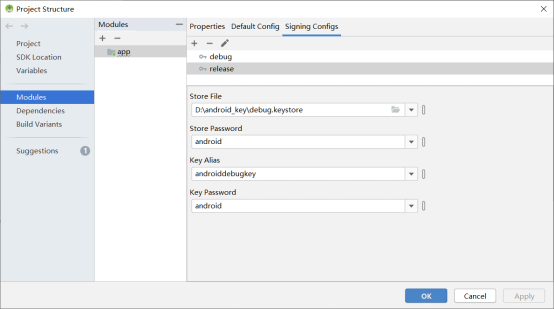 Project Structure
Modules
Properties Default Config Signing Configs
Project
SDK Location
Variables
Modules
Dependencies
Build Variants
Suggestions 1
app
debug
release
Store File
D:\android_key\debug.keystore
Store Password
android
Key Alias
androiddebugkey
Key Password
android
OK Cancel Apply